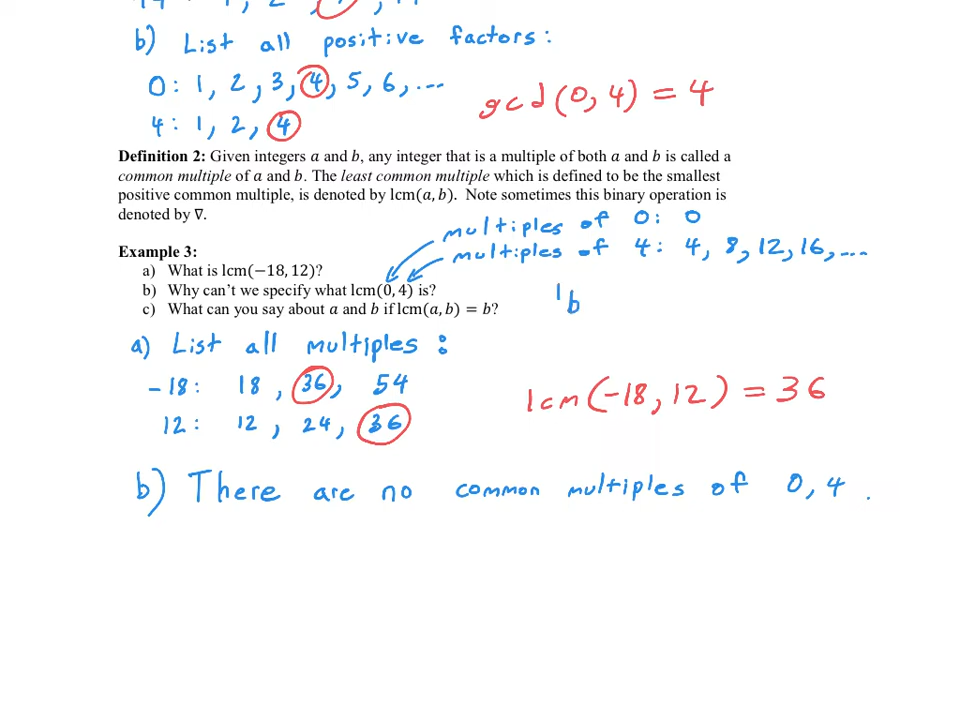 b) List all positive factors:
0: 1, 2, 3, 4, 5, 6, ...
gcd(0, 4) = 4
4: 1, 2, 4
Definition 2: Given integers a and b, any integer that is a multiple of both a and b is called a
common multiple of a and b. The least common multiple which is defined to be the smallest
positive common multiple, is denoted by lcm(a, b). Note sometimes this binary operation is
denoted by ∇.
multiples of 0: 0
Example 3:
multiples of 4: 4, 8, 12, 16, ...
a) What is lcm(−18, 12)?
b) Why can't we specify what lcm(0, 4) is?
c) What can you say about a and b if lcm(a, b) = b?
a) List all multiples:
-18: 18, 36, 54
lcm(-18, 12) = 36
12: 12, 24, 36
b) There are no common multiples of 0, 4.